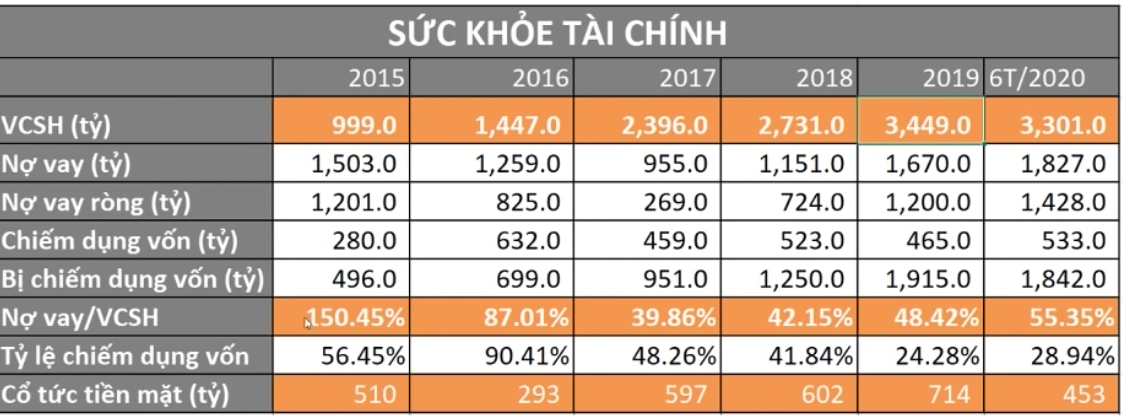 SỨC KHỎE TÀI CHÍNH
2015 2016 2017 2018 2019 6T/2020
VCSH (tỷ) 999.0 1,447.0 2,396.0 2,731.0 3,449.0 3,301.0
Nợ vay (tỷ) 1,503.0 1,259.0 955.0 1,151.0 1,670.0 1,827.0
Nợ vay ròng (tỷ) 1,201.0 825.0 269.0 724.0 1,200.0 1,428.0
Chiếm dụng vốn (tỷ) 280.0 632.0 459.0 523.0 465.0 533.0
Bị chiếm dụng vốn (tỷ) 496.0 699.0 951.0 1,250.0 1,915.0 1,842.0
Nợ vay/VCSH 150.45% 87.01% 39.86% 42.15% 48.42% 55.35%
Tỷ lệ chiếm dụng vốn 56.45% 90.41% 48.26% 41.84% 24.28% 28.94%
Cổ tức tiền mặt (tỷ) 510 293 597 602 714 453